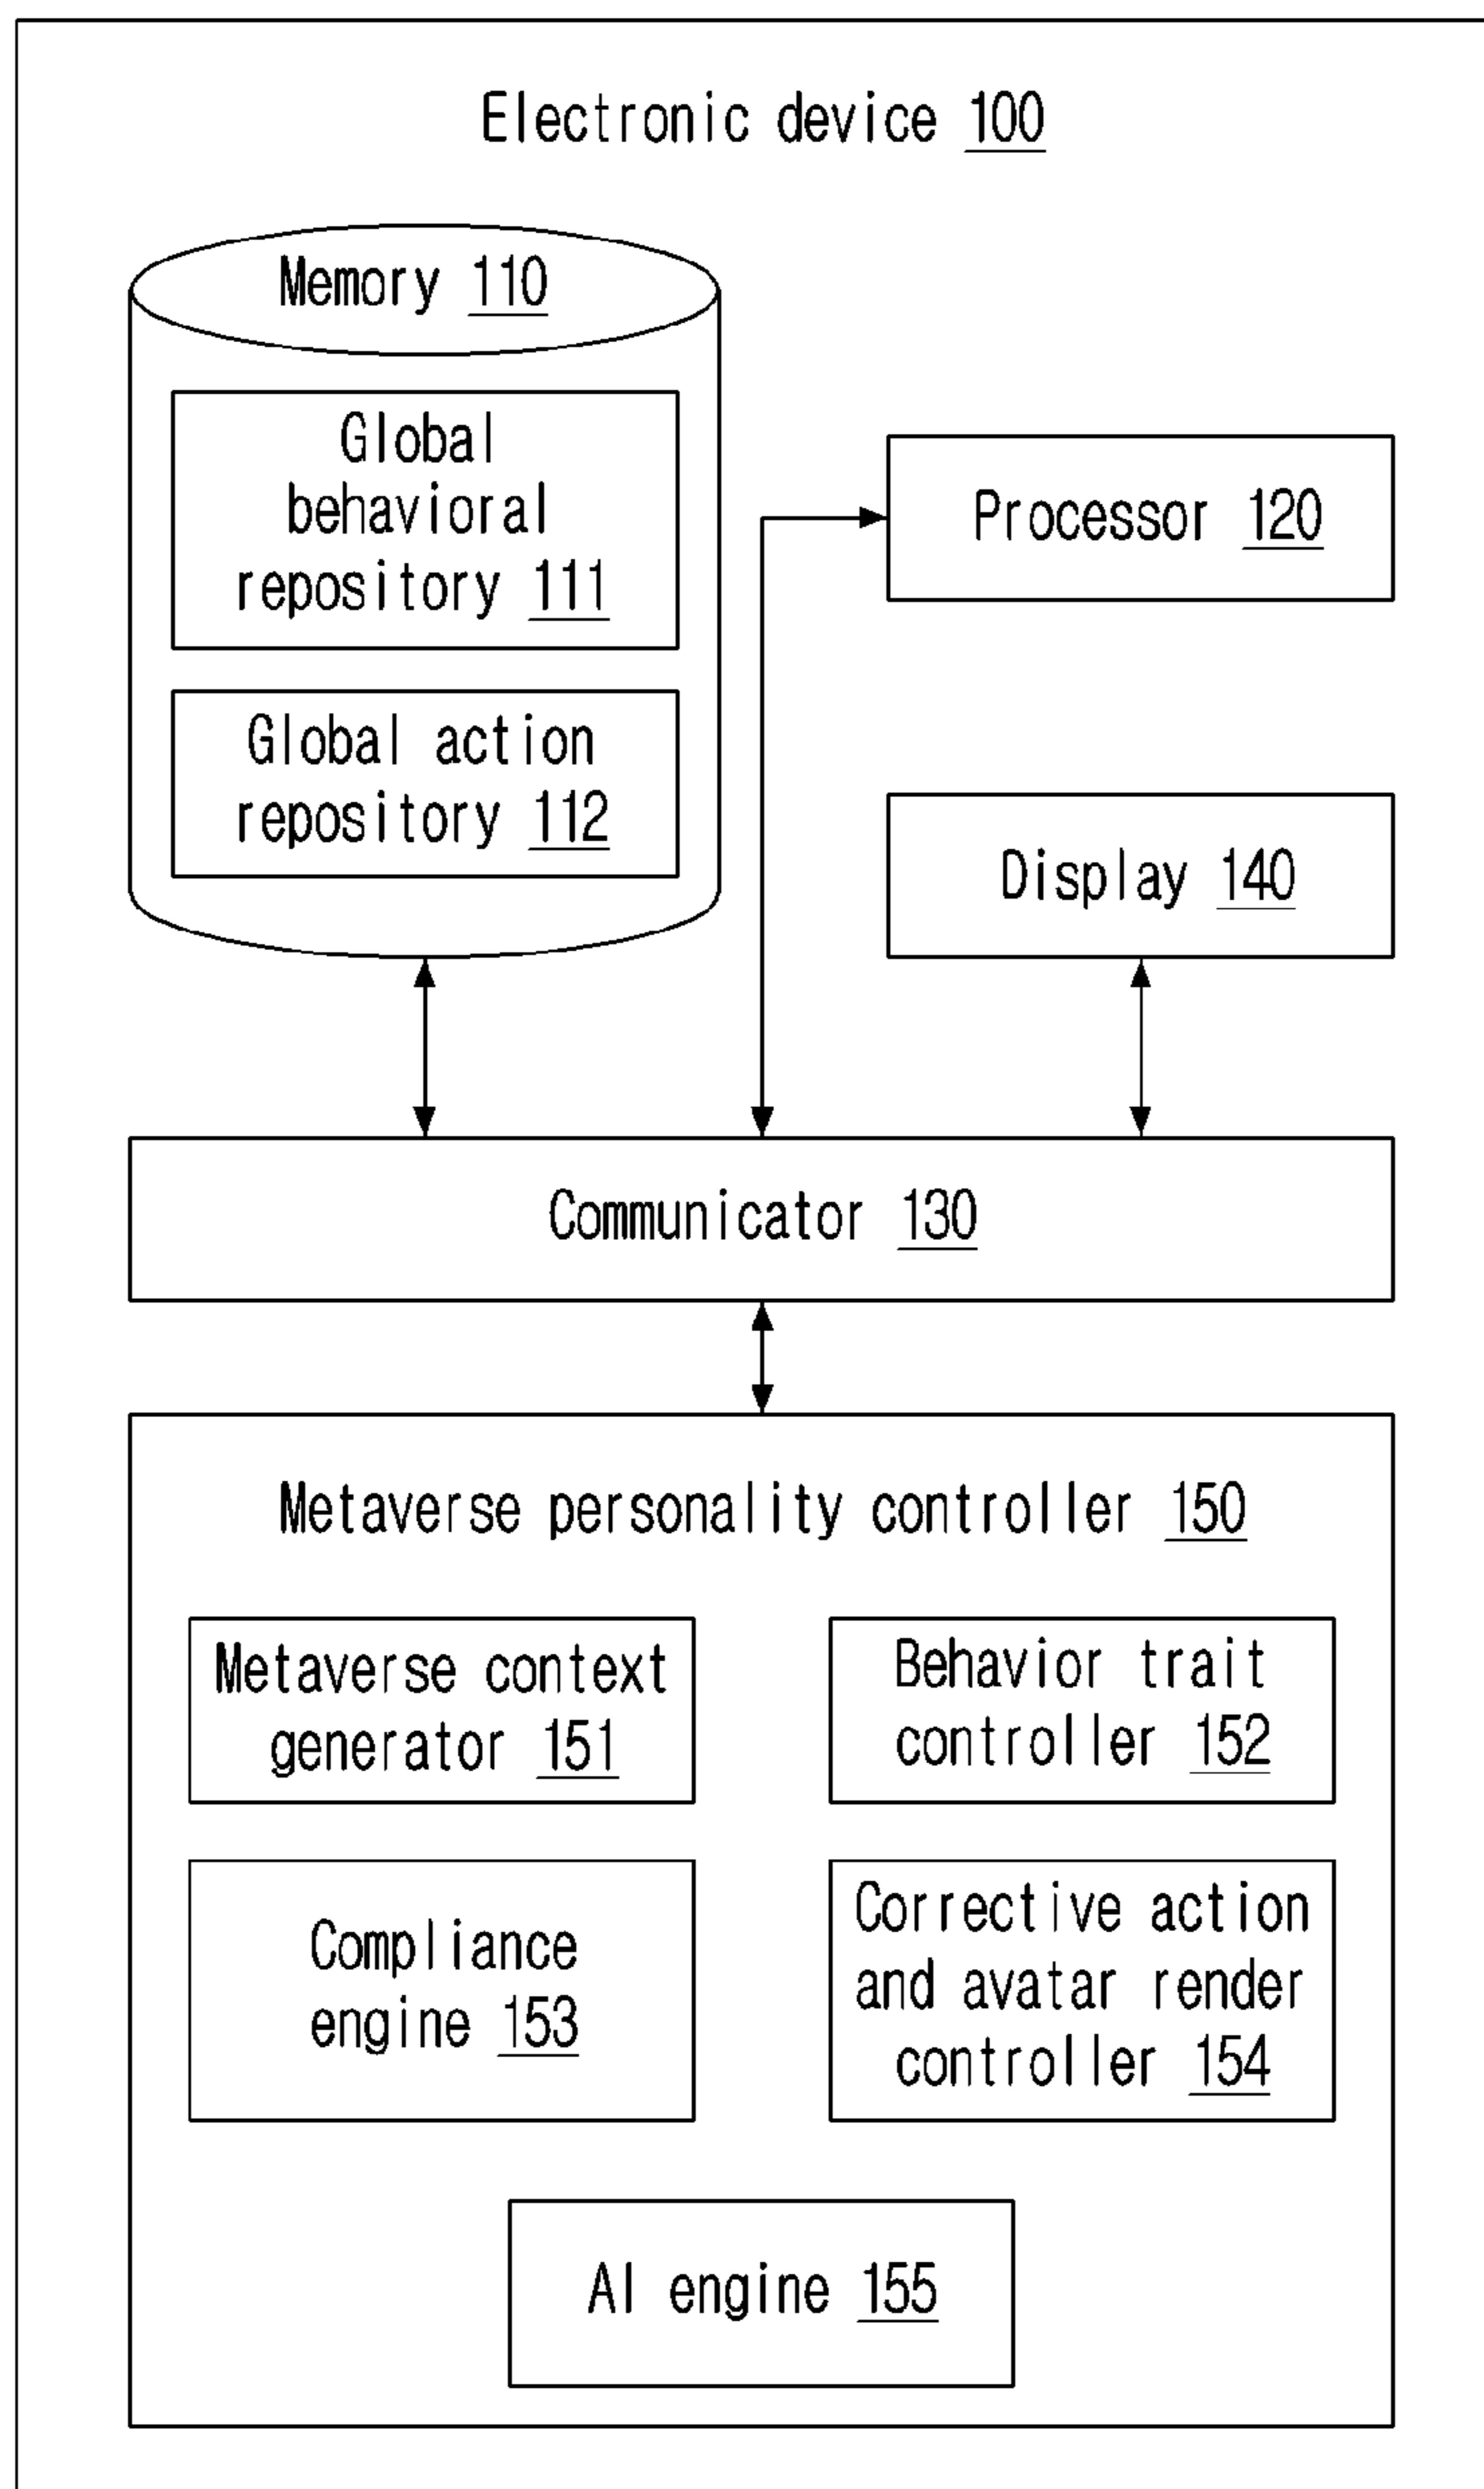 Electronic device 100
Memory 110
Global
behavioral
repository 111
Global action
repository 112
Processor 120
Display 140
Communicator 130
Metaverse personality controller 150
Metaverse context
generator 151
Behavior trait
controller 152
Compliance
engine 153
Corrective action
and avatar render
controller 154
AI engine 155